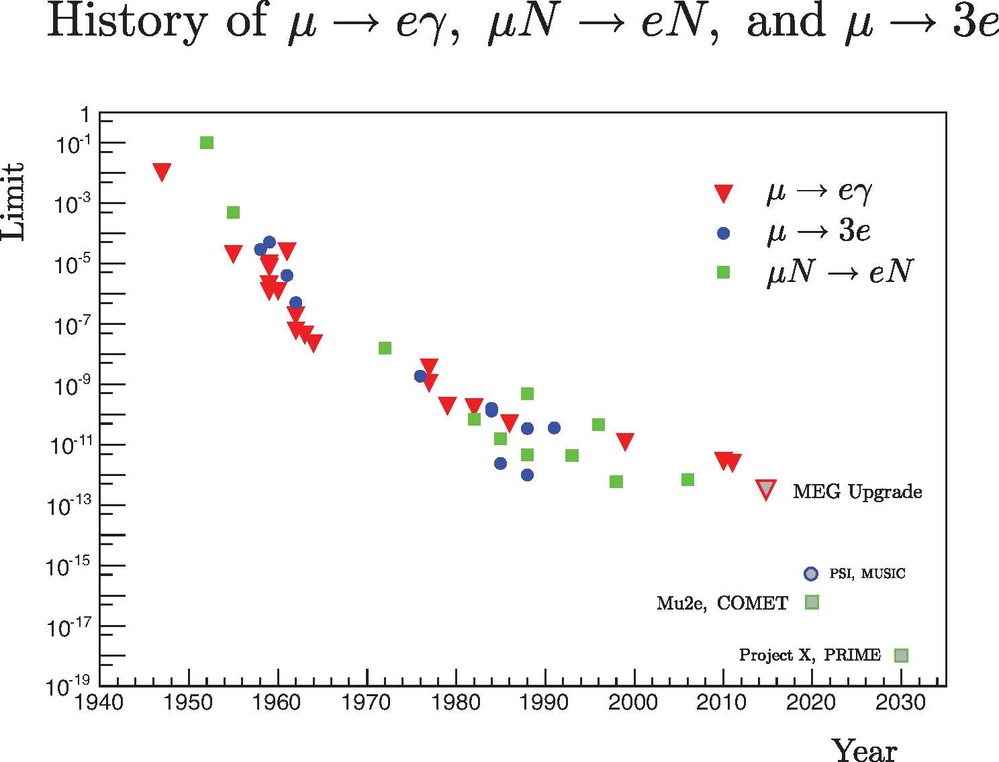 History of μ → eγ, μN → eN, and μ → 3e
Limit
1
10⁻¹
10⁻³
10⁻⁵
10⁻⁷
10⁻⁹
10⁻¹¹
10⁻¹³
10⁻¹⁵
10⁻¹⁷
10⁻¹⁹
μ → eγ
μ → 3e
μN → eN
MEG Upgrade
PSI, MUSIC
Mu2e, COMET
Project X, PRIME
1940 1950 1960 1970 1980 1990 2000 2010 2020 2030
Year